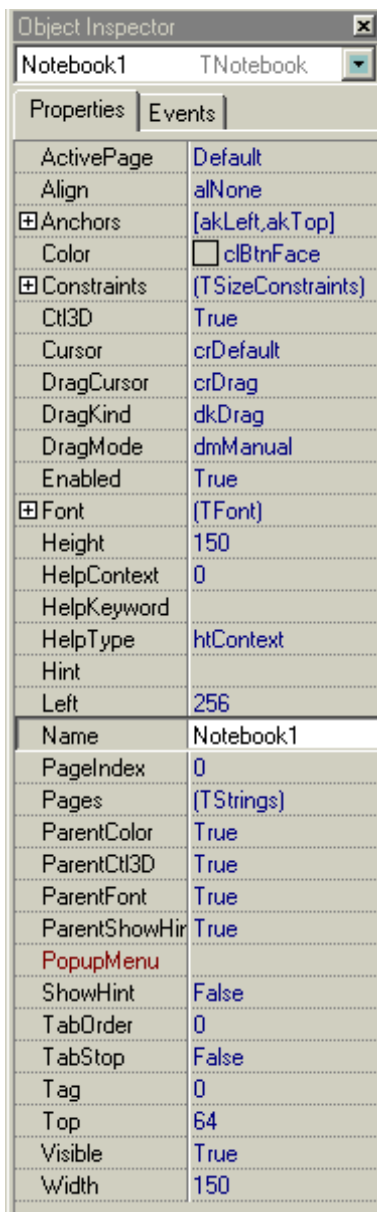 Object Inspector
Notebook1 TNotebook
Properties Events
ActivePage Default
Align alNone
Anchors [akLeft,akTop]
Color clBtnFace
Constraints (TSizeConstraints)
Ctl3D True
Cursor crDefault
DragCursor crDrag
DragKind dkDrag
DragMode dmManual
Enabled True
Font (TFont)
Height 150
HelpContext 0
HelpKeyword
HelpType htContext
Hint
Left 256
Name Notebook1
PageIndex 0
Pages (TStrings)
ParentColor True
ParentCtl3D True
ParentFont True
ParentShowHir True
PopupMenu
ShowHint False
TabOrder 0
TabStop False
Tag 0
Top 64
Visible True
Width 150